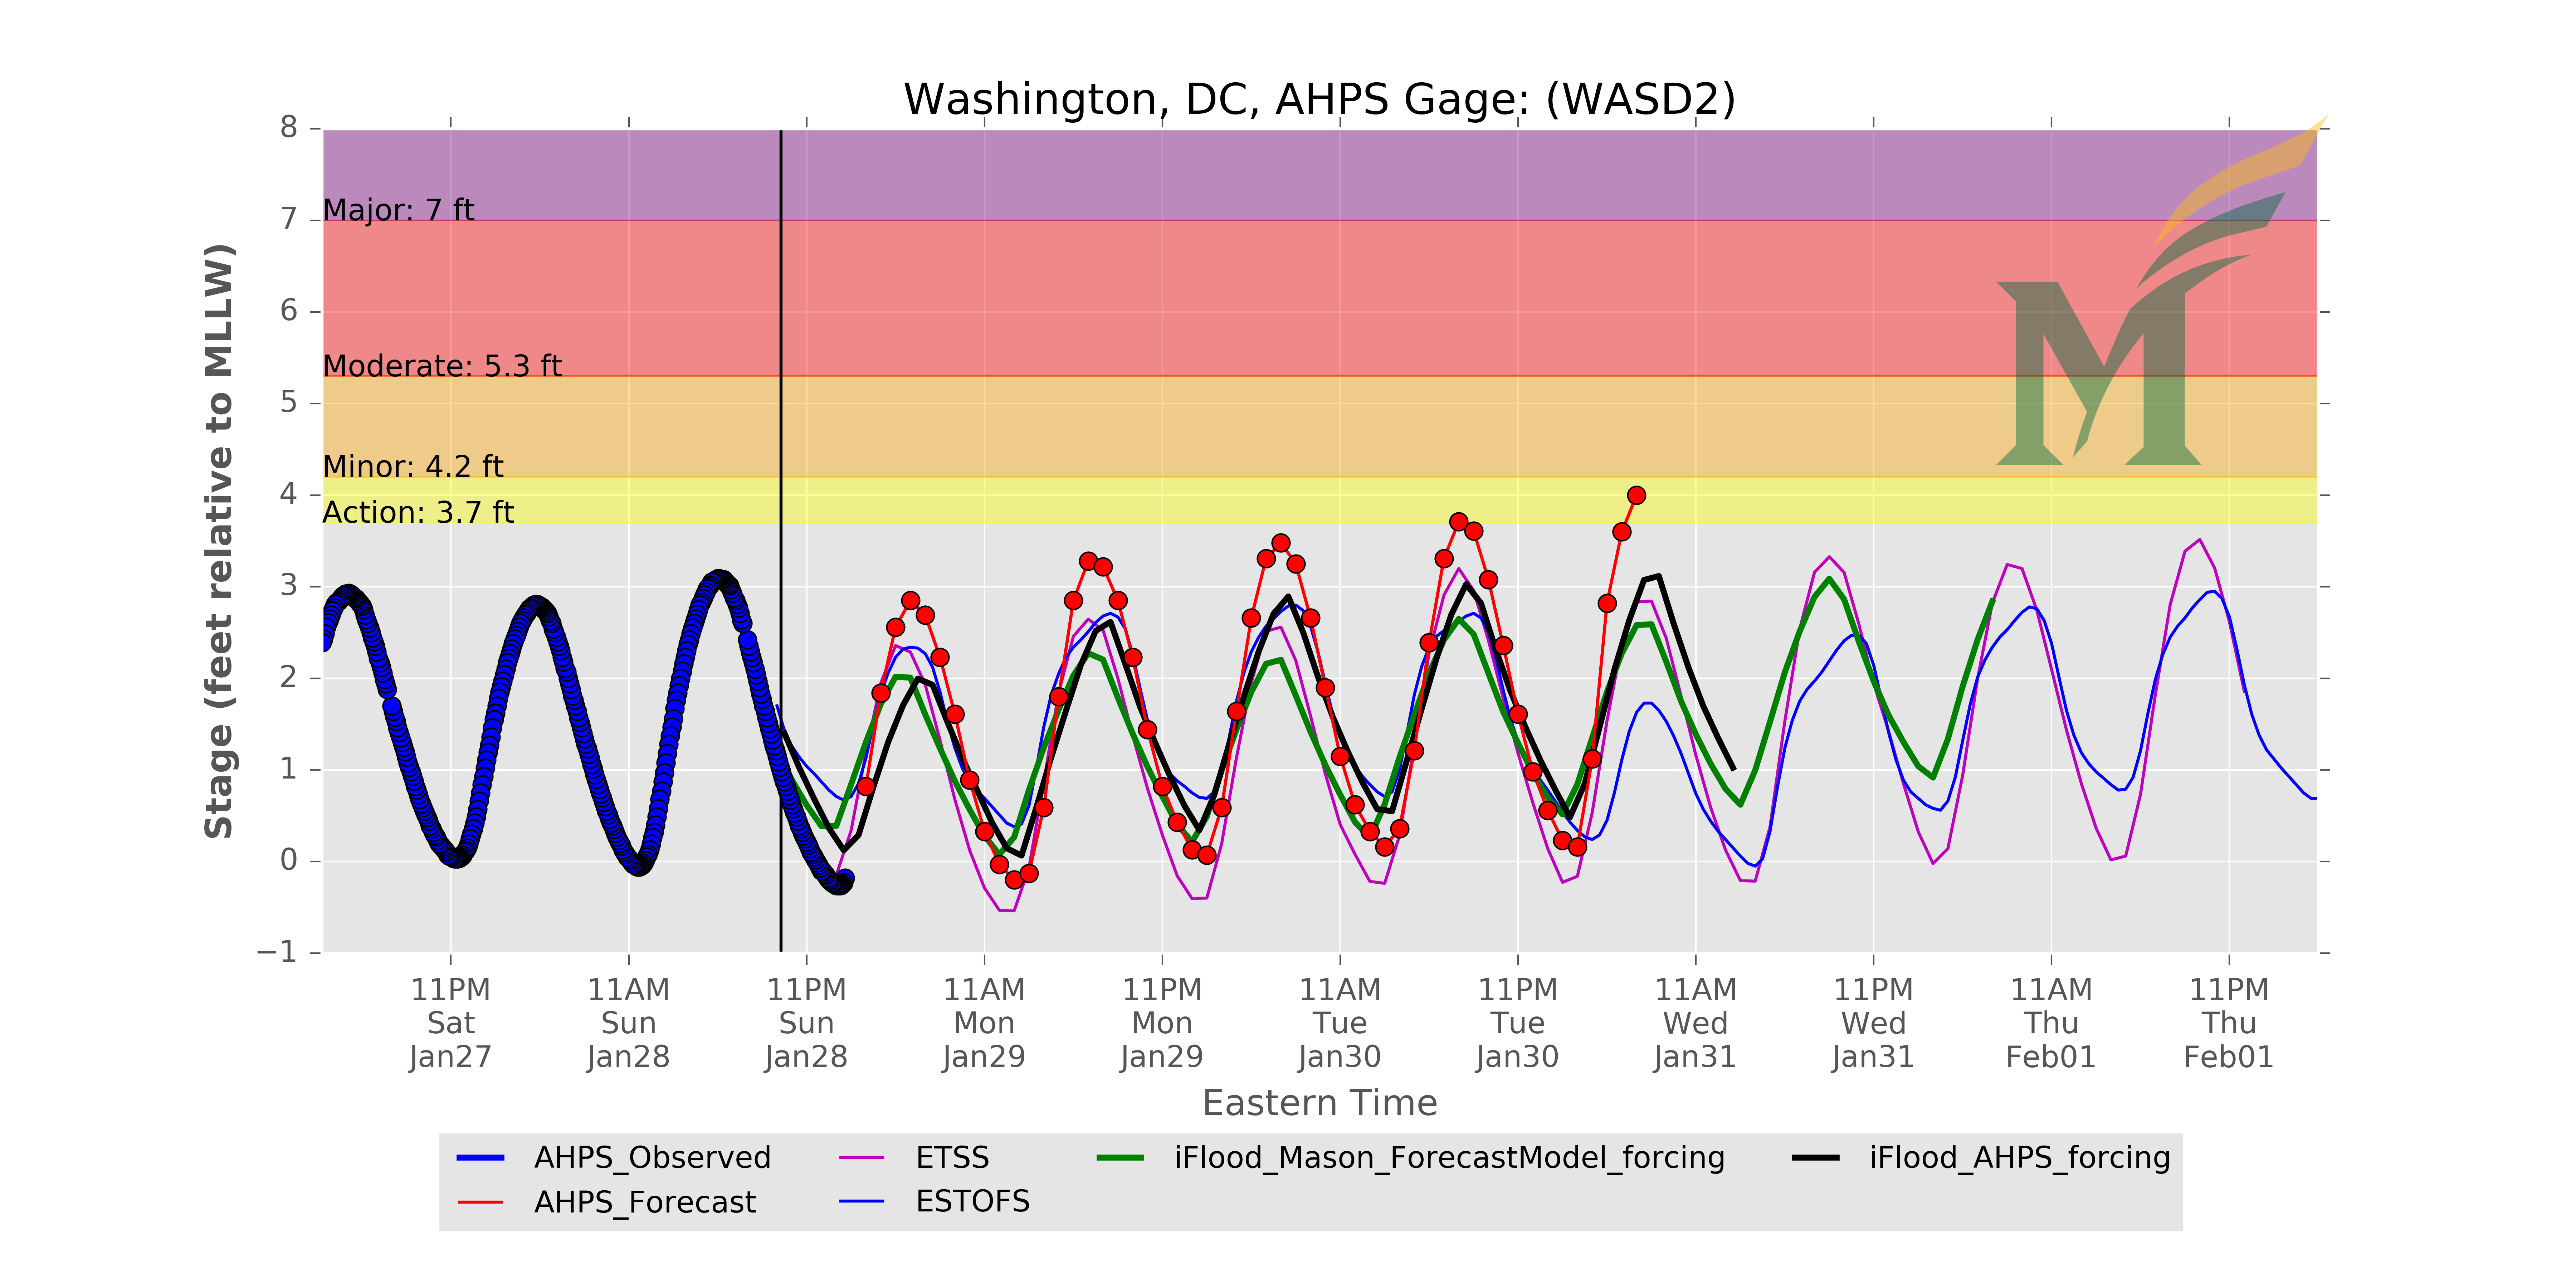 Washington, DC, AHPS Gage: (WASD2)
Stage (feet relative to MLLW)
8
7
6
5
4
3
2
1
0
−1
Major: 7 ft
Moderate: 5.3 ft
Minor: 4.2 ft
Action: 3.7 ft
M
11PM 11AM 11PM 11AM 11PM 11AM 11PM 11AM 11PM 11AM 11PM
Sat Sun Sun Mon Mon Tue Tue Wed Wed Thu Thu
Jan27 Jan28 Jan28 Jan29 Jan29 Jan30 Jan30 Jan31 Jan31 Feb01 Feb01
Eastern Time
AHPS_Observed ETSS iFlood_Mason_ForecastModel_forcing iFlood_AHPS_forcing
AHPS_Forecast ESTOFS